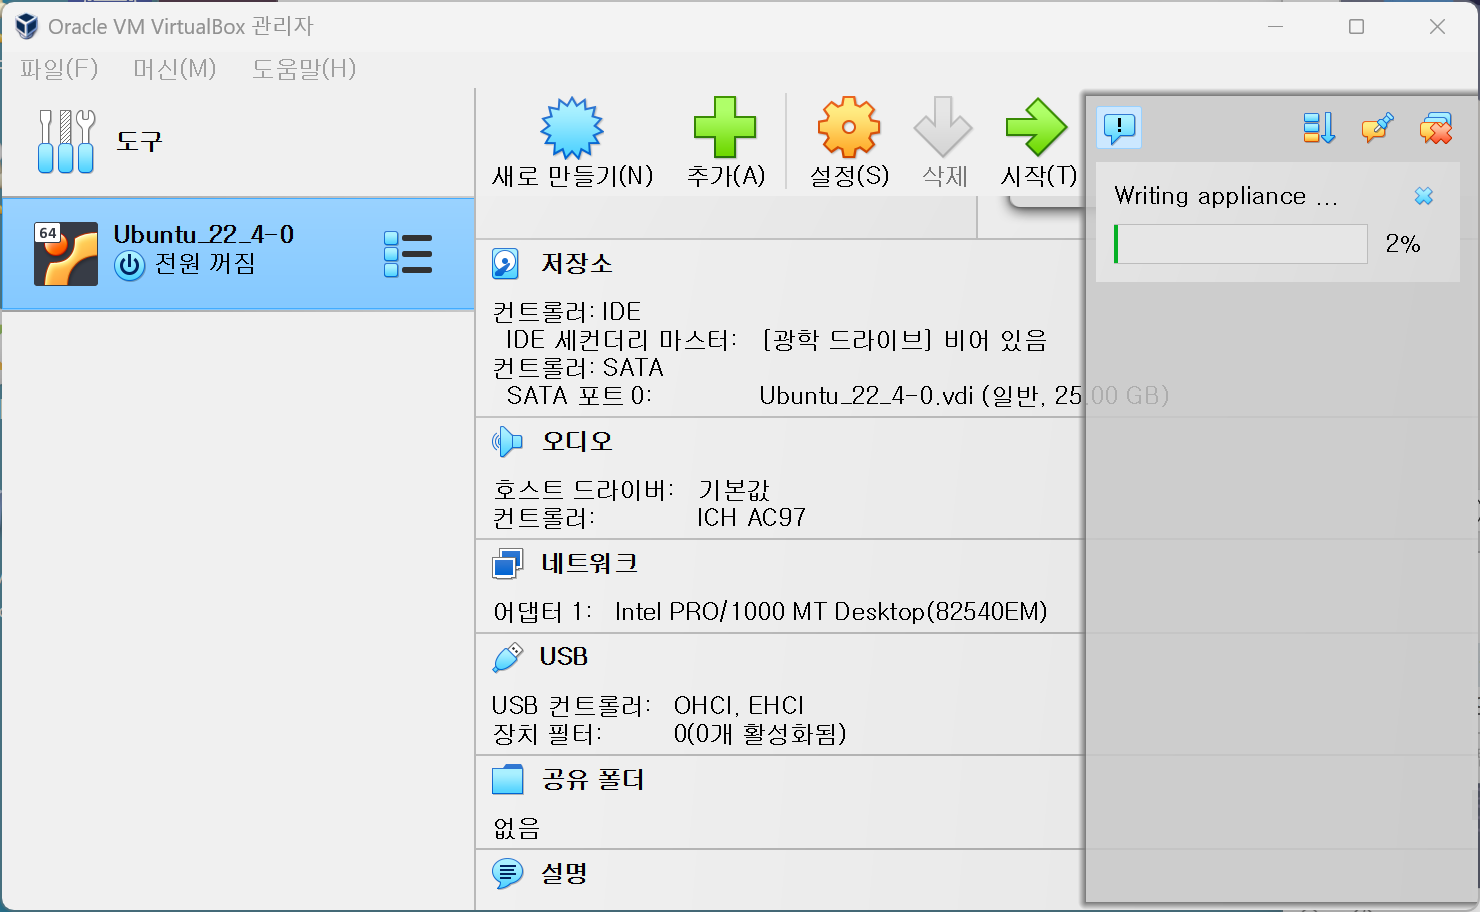 Oracle VM VirtualBox 관리자
파일(F) 머신(M) 도움말(H)
도구
새로 만들기(N) 추가(A) 설정(S) 삭제 시작(T)
64
Ubuntu_22_4-0
전원 꺼짐
저장소
컨트롤러: IDE
IDE 세컨더리 마스터: [광학 드라이브] 비어 있음
컨트롤러: SATA
SATA 포트 0: Ubuntu_22_4-0.vdi (일반, 25.00 GB)
오디오
호스트 드라이버: 기본값
컨트롤러: ICH AC97
네트워크
어댑터 1: Intel PRO/1000 MT Desktop(82540EM)
USB
USB 컨트롤러: OHCI, EHCI
장치 필터: 0(0개 활성화됨)
공유 폴더
없음
설명
Writing appliance ...
2%